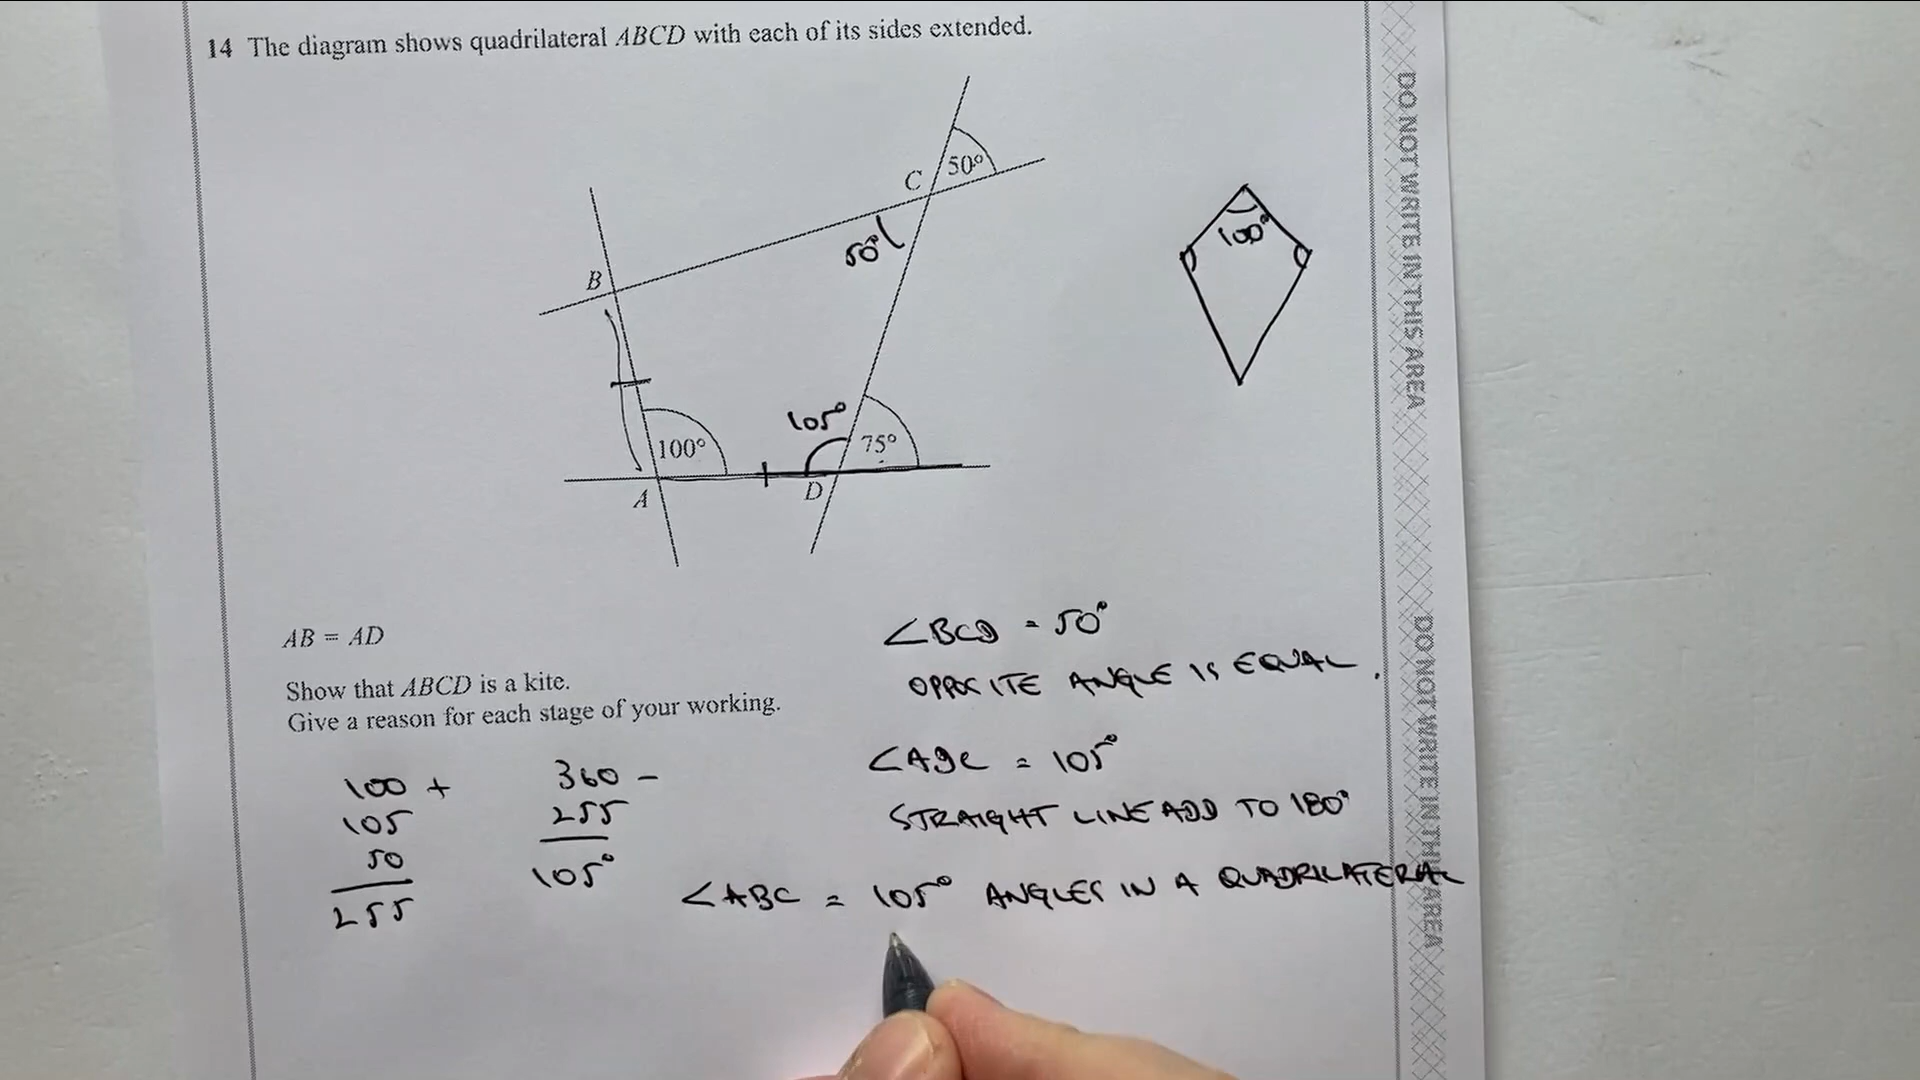 14 The diagram shows quadrilateral ABCD with each of its sides extended.
C
50°
50°
B
100°
105°
100°
75°
A
D
AB = AD
Show that ABCD is a kite.
Give a reason for each stage of your working.
100 +
105
50
255
360 -
255
105°
∠BCD = 50°
OPPOSITE ANGLE IS EQUAL.
∠ADC = 105°
STRAIGHT LINE ADD TO 180°
∠ABC = 105° ANGLES IN A QUADRILATERAL
DO NOT WRITE IN THIS AREA
DO NOT WRITE IN THIS AREA